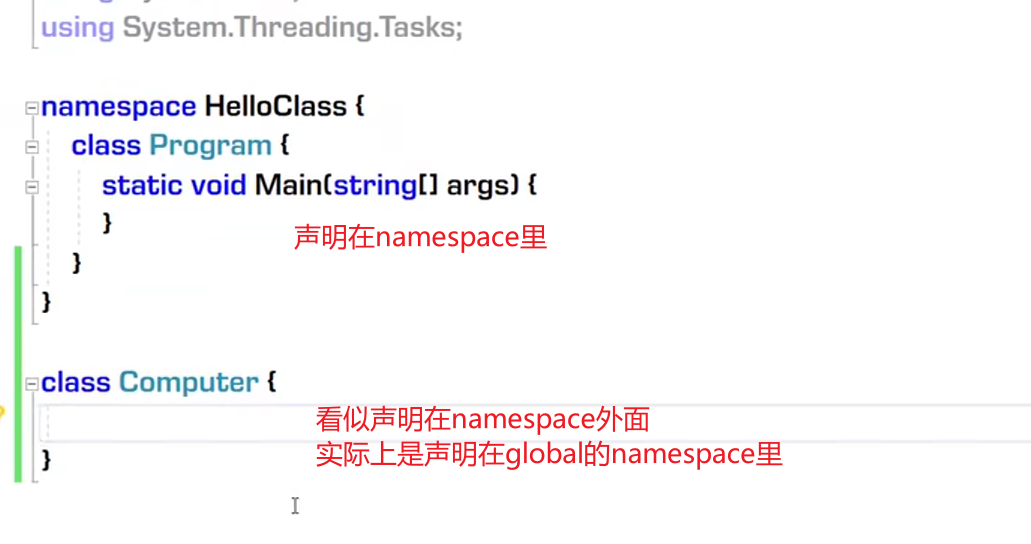 using System.Threading.Tasks;
namespace HelloClass {
class Program {
static void Main(string[] args) {
}
声明在namespace里
}
}
class Computer {
看似声明在namespace外面
实际上是声明在global的namespace里
}